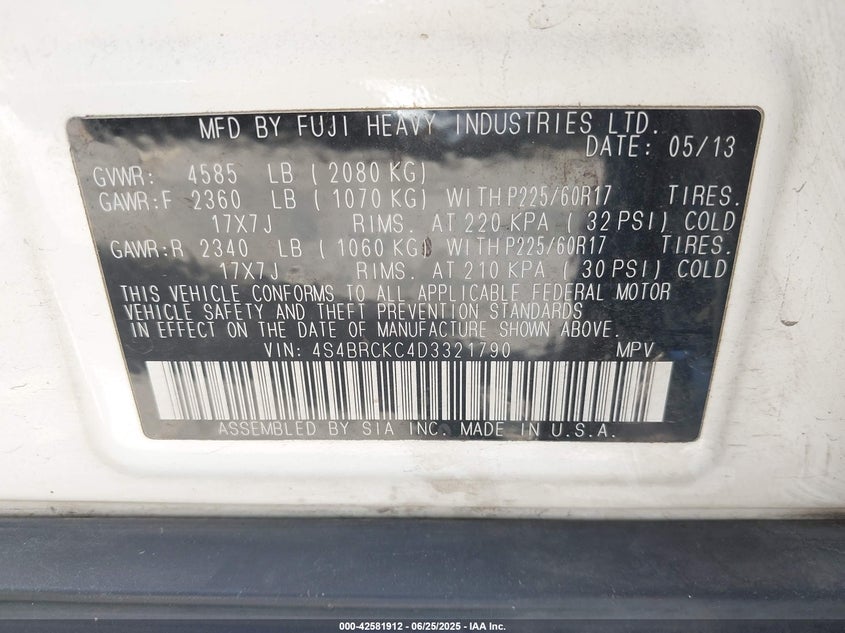 MFD BY FUJI HEAVY INDUSTRIES LTD.
DATE: 05/13
GVWR: 4585 LB ( 2080 KG)
GAWR:F 2360 LB ( 1070 KG) WITH P225/60R17 TIRES.
17X7J RIMS. AT 220 KPA ( 32 PSI) COLD
GAWR:R 2340 LB ( 1060 KG) WITH P225/60R17 TIRES.
17X7J RIMS. AT 210 KPA ( 30 PSI) COLD
THIS VEHICLE CONFORMS TO ALL APPLICABLE FEDERAL MOTOR
VEHICLE SAFETY AND THEFT PREVENTION STANDARDS
IN EFFECT ON THE DATE OF MANUFACTURE SHOWN ABOVE.
VIN: 4S4BRCKC4D3321790 MPV
ASSEMBLED BY SIA INC. MADE IN U.S.A.
000-42581912 - 06/25/2025 - IAA Inc.